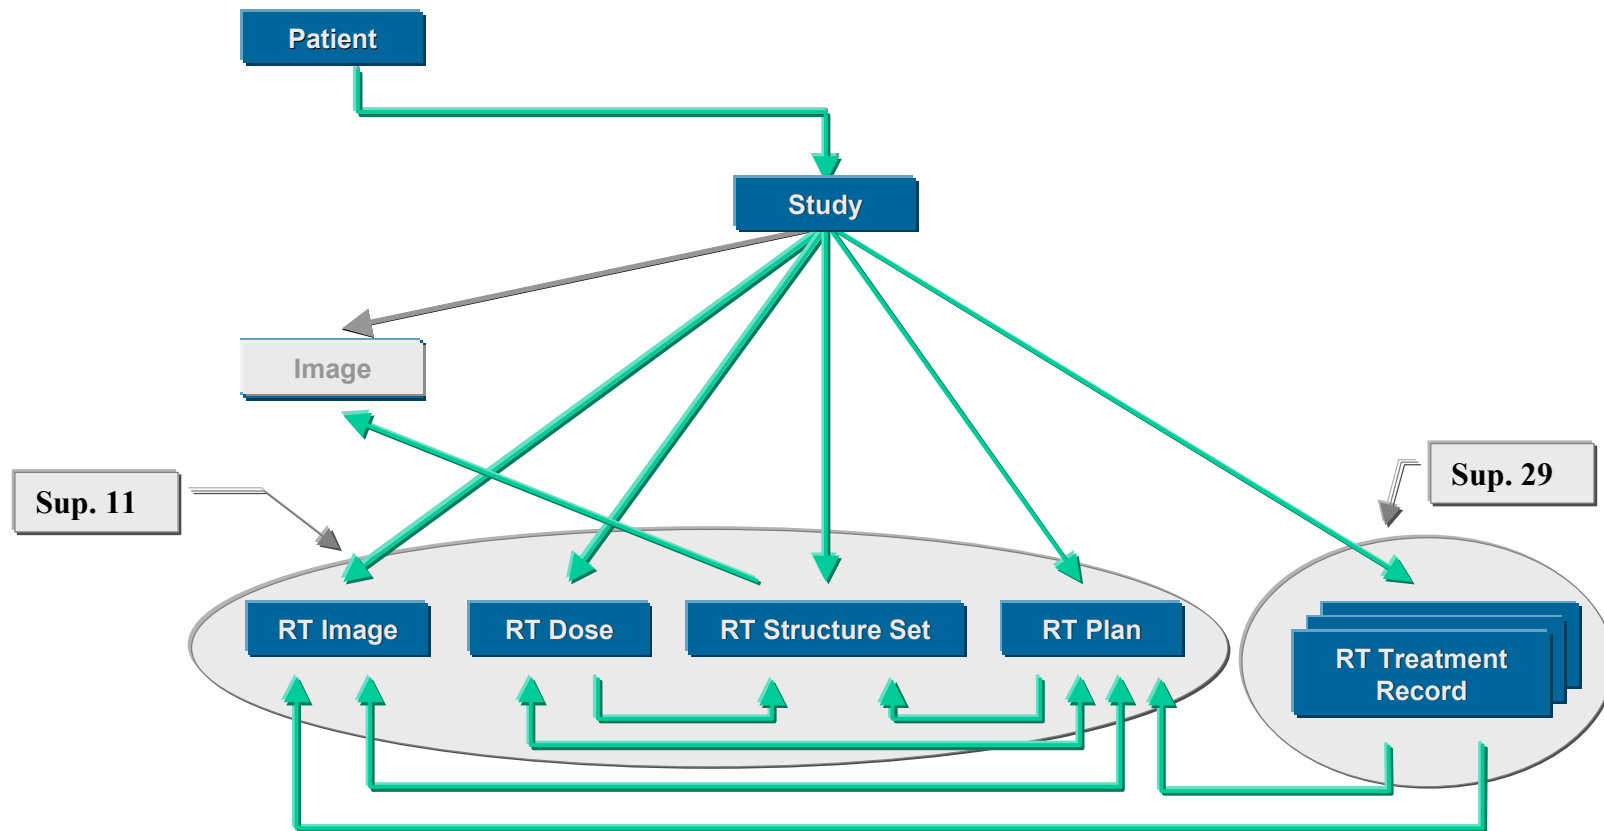 Patient
Study
Image
Sup. 11
Sup. 29
RT Image
RT Dose
RT Structure Set
RT Plan
RT Treatment
Record